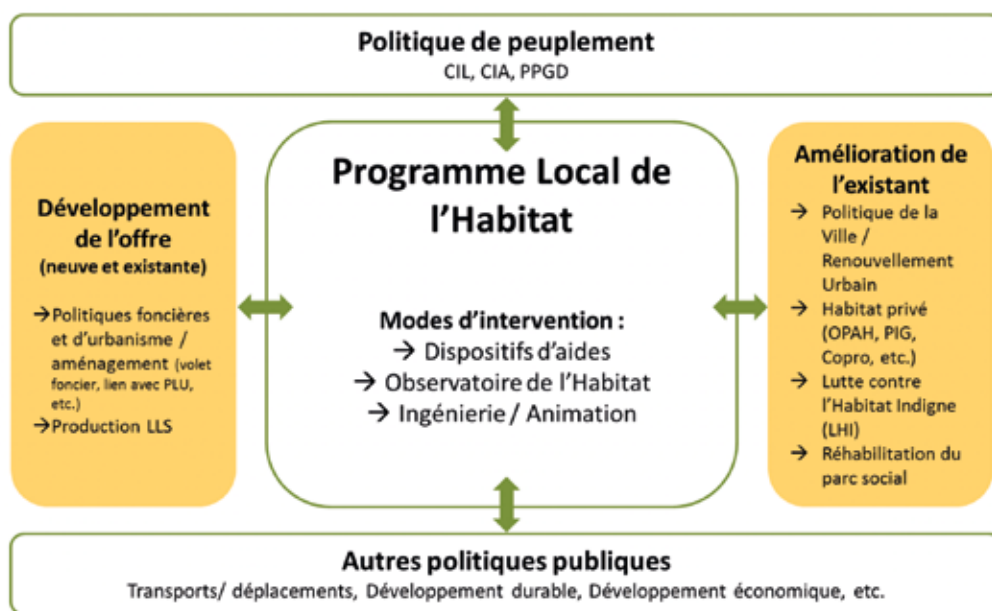 Politique de peuplement
CIL, CIA, PPGD
Développement
de l'offre
(neuve et existante)
→Politiques foncières
et d'urbanisme /
aménagement (volet
foncier, lien avec PLU,
etc.)
→Production LLS
Programme Local de
l'Habitat
Modes d'intervention :
→ Dispositifs d'aides
→ Observatoire de l'Habitat
→ Ingénierie / Animation
Amélioration de
l'existant
→ Politique de la
Ville /
Renouvellement
Urbain
→ Habitat privé
(OPAH, PIG,
Copro, etc.)
→ Lutte contre
l'Habitat Indigne
(LHI)
→ Réhabilitation du
parc social
Autres politiques publiques
Transports/ déplacements, Développement durable, Développement économique, etc.